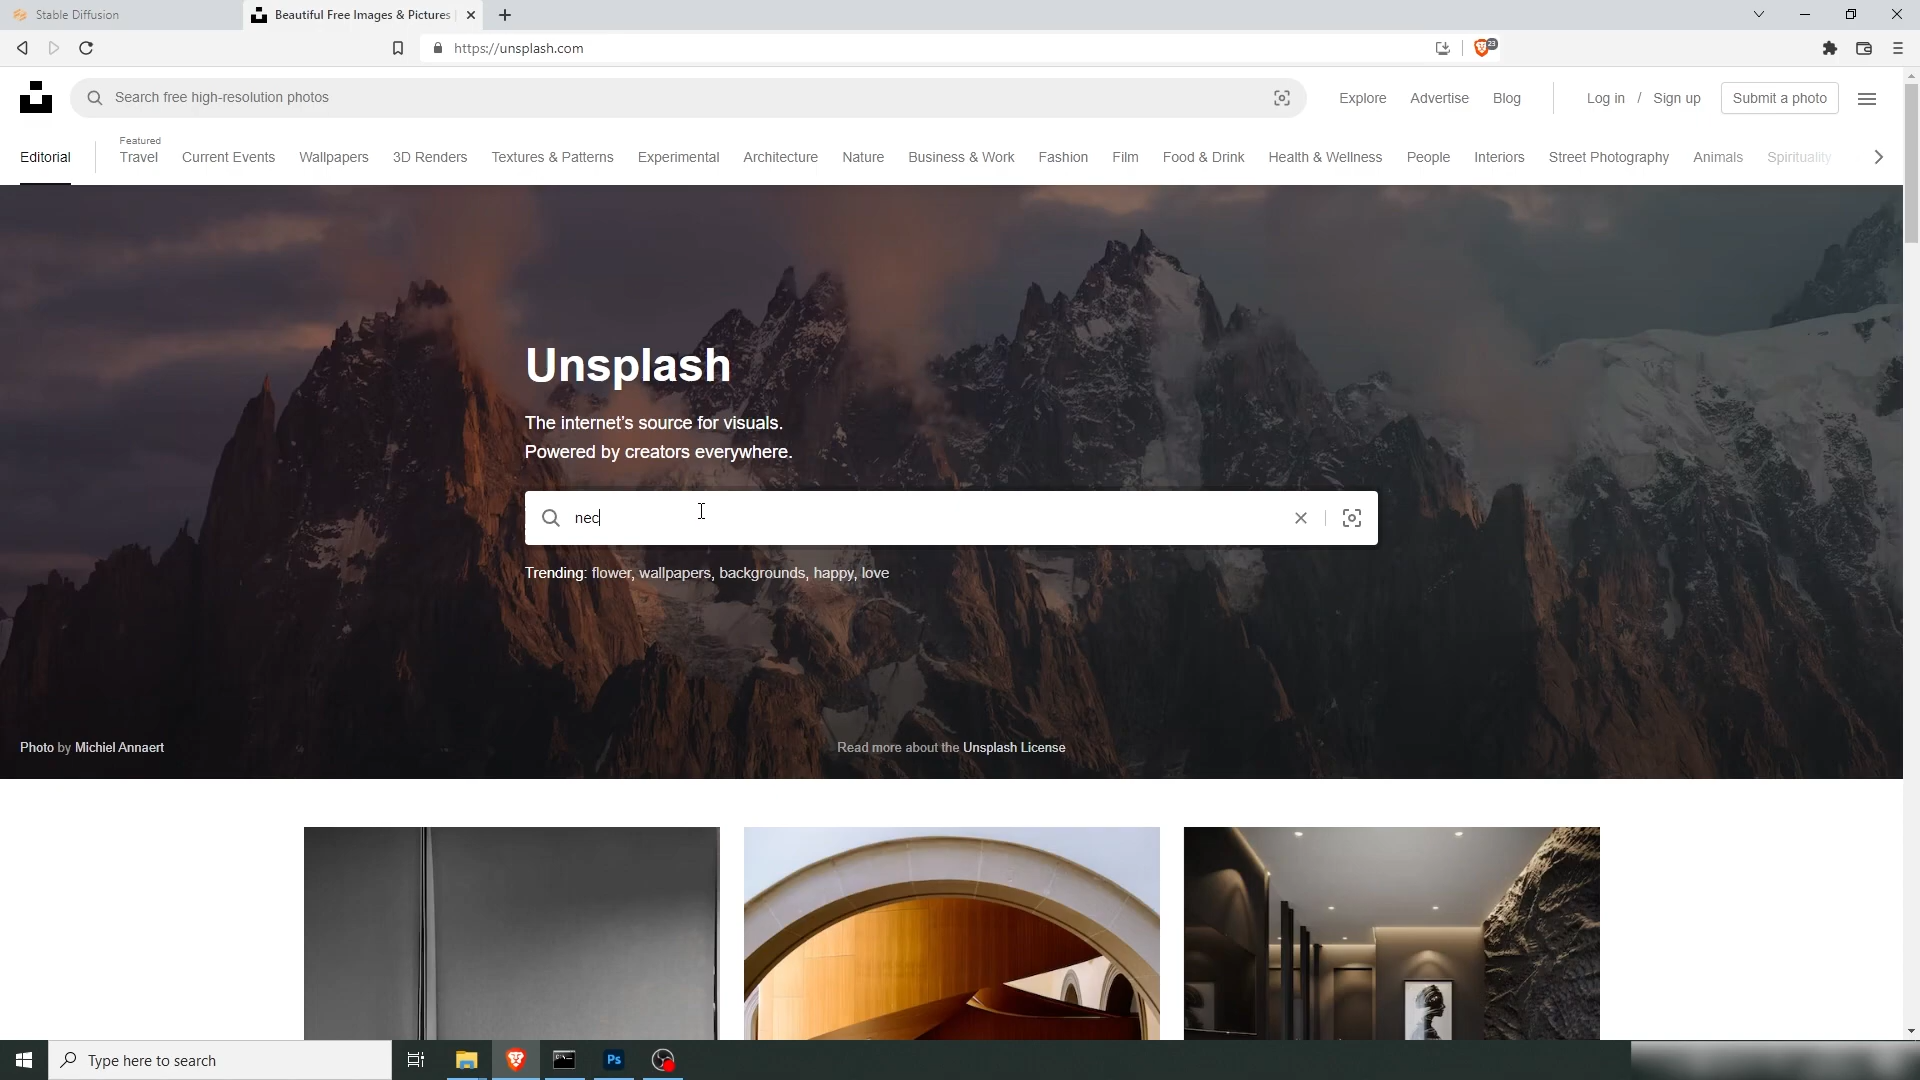 Stable Diffusion
Beautiful Free Images & Pictures
https://unsplash.com
23
Search free high-resolution photos
Explore
Advertise
Blog
Log in / Sign up
Submit a photo
Editorial
Featured
Travel
Current Events
Wallpapers
3D Renders
Textures & Patterns
Experimental
Architecture
Nature
Business & Work
Fashion
Film
Food & Drink
Health & Wellness
People
Interiors
Street Photography
Animals
Spirituality
Unsplash
The internet's source for visuals.
Powered by creators everywhere.
nec
Trending: flower, wallpapers, backgrounds, happy, love
Photo by Michiel Annaert
Read more about the Unsplash License
Type here to search
Ps